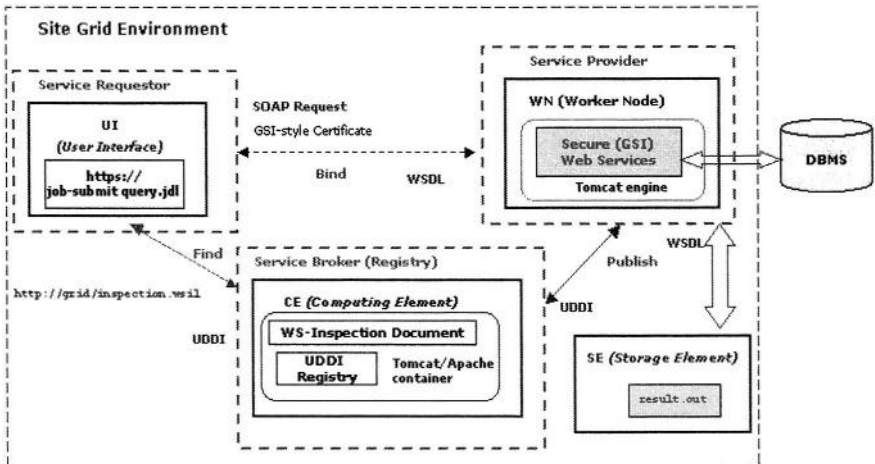 Site Grid Environment
Service Requestor
UI
(User Interface)
https://
job-submit query.jdl
SOAP Request
GSI-style Certificate
Bind
WSDL
Service Provider
WN (Worker Node)
Secure (GSI)
Web Services
Tomcat engine
DBMS
Find
http://grid/inspection.wsil
UDDI
Service Broker (Registry)
CE (Computing Element)
WS-Inspection Document
UDDI
Registry
Tomcat/Apache
container
WSDL
Publish
UDDI
SE (Storage Element)
result.out